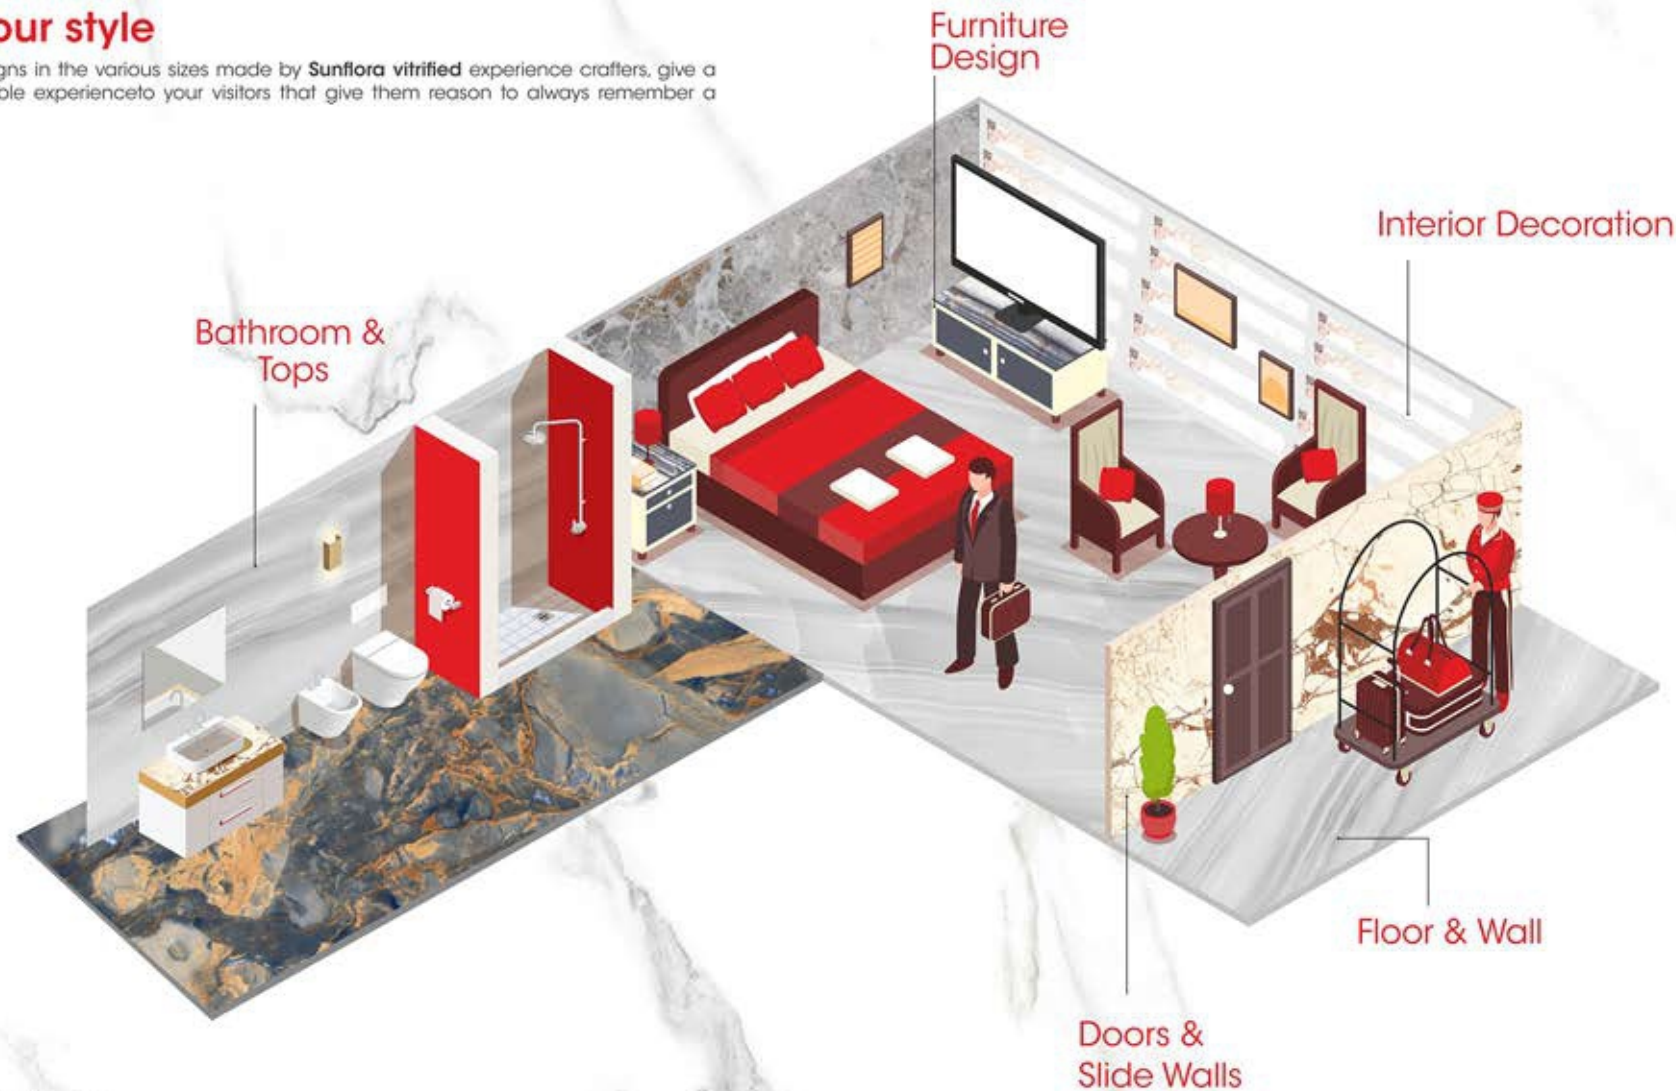 our style
gns in the various sizes made by Sunflora vitrified experience crafters, give a
ble experienceto your visitors that give them reason to always remember a
Furniture
Design
Interior Decoration
Bathroom &
Tops
Floor & Wall
Doors &
Slide Walls